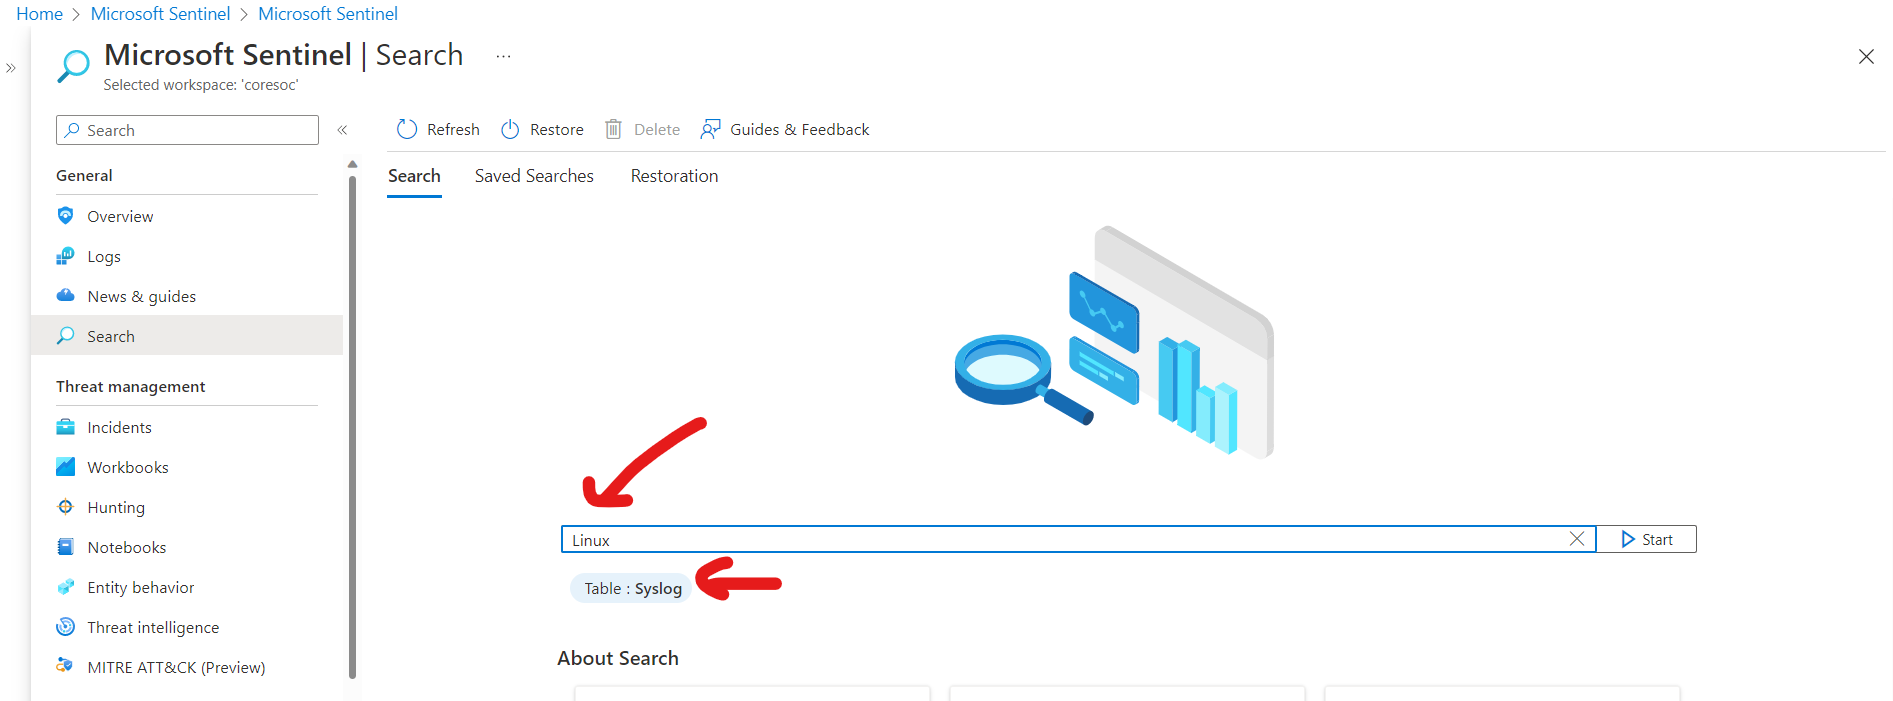 Home > Microsoft Sentinel > Microsoft Sentinel
Microsoft Sentinel | Search ...
Selected workspace: 'coresoc'
Search
Refresh Restore Delete Guides & Feedback
General
Search Saved Searches Restoration
Overview
Logs
News & guides
Search
Threat management
Incidents
Workbooks
Hunting
Notebooks
Entity behavior
Threat intelligence
MITRE ATT&CK (Preview)
Linux
Start
Table : Syslog
About Search